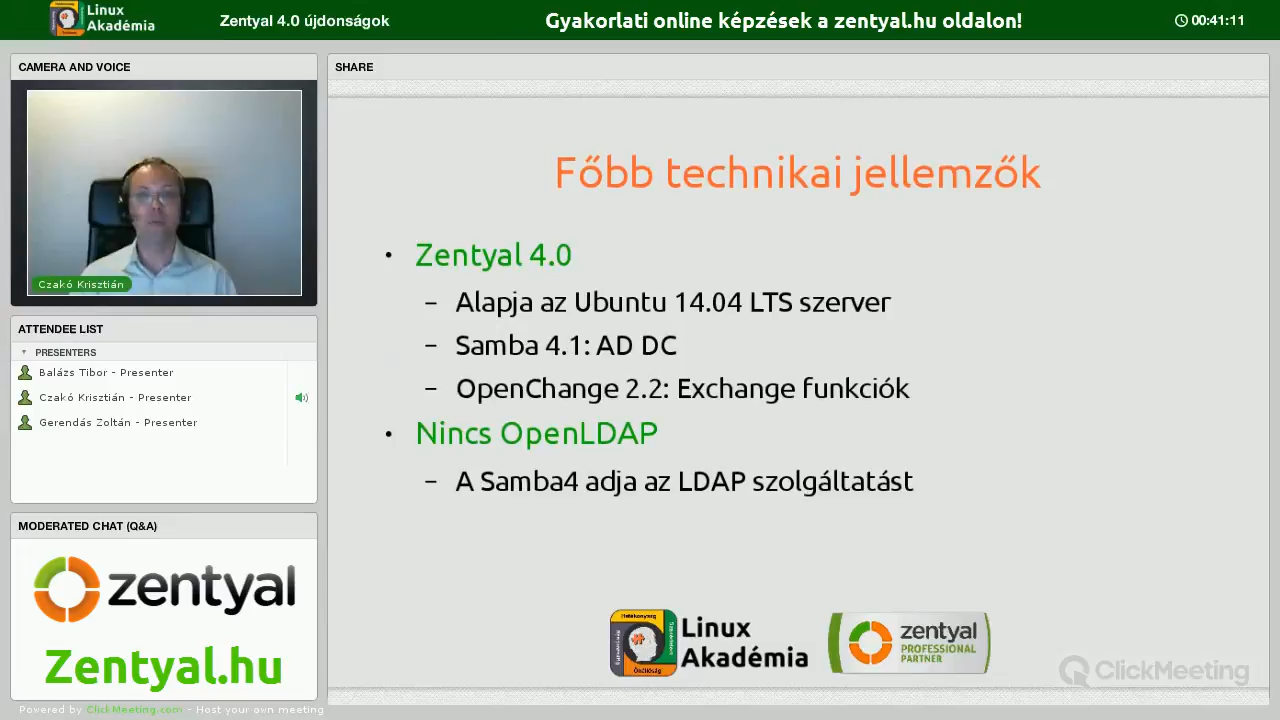 Linux
Akadémia
Zentyal 4.0 újdonságok
Gyakorlati online képzések a zentyal.hu oldalon!
00:41:11
CAMERA AND VOICE
Czakó Krisztián
ATTENDEE LIST
PRESENTERS
Balázs Tibor - Presenter
Czakó Krisztián - Presenter
Gerendás Zoltán - Presenter
MODERATED CHAT (Q&A)
zentyal
Zentyal.hu
Powered by ClickMeeting.com - Host your own meeting
SHARE
Főbb technikai jellemzők
• Zentyal 4.0
– Alapja az Ubuntu 14.04 LTS szerver
– Samba 4.1: AD DC
– OpenChange 2.2: Exchange funkciók
• Nincs OpenLDAP
– A Samba4 adja az LDAP szolgáltatást
Hatékonyság
Önállóság
Linux
Akadémia
zentyal
PROFESSIONAL
PARTNER
ClickMeeting